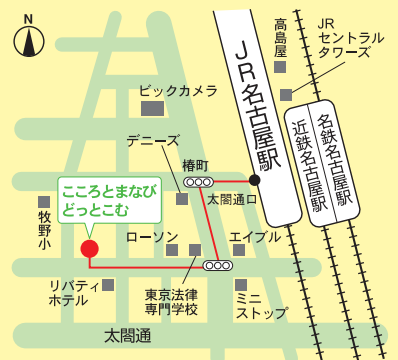 N
高島屋
JR
セントラル
タワーズ
JR名古屋駅
ビックカメラ
名鉄名古屋駅
近鉄名古屋駅
デニーズ
椿町
太閤通口
こころとまなび
どっとこむ
牧野小
ローソン
エイブル
リバティ
ホテル
東京法律
専門学校
ミニ
ストップ
太閤通